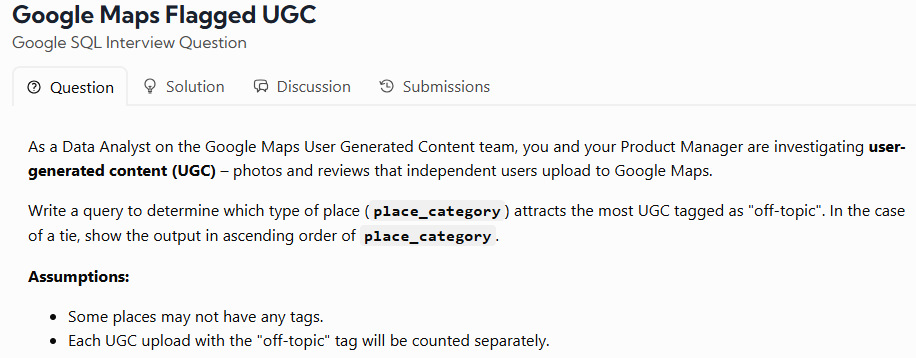 Google Maps Flagged UGC
Google SQL Interview Question
Question Solution Discussion Submissions
As a Data Analyst on the Google Maps User Generated Content team, you and your Product Manager are investigating user-
generated content (UGC) – photos and reviews that independent users upload to Google Maps.
Write a query to determine which type of place (place_category) attracts the most UGC tagged as "off-topic". In the case
of a tie, show the output in ascending order of place_category.
Assumptions:
• Some places may not have any tags.
• Each UGC upload with the "off-topic" tag will be counted separately.